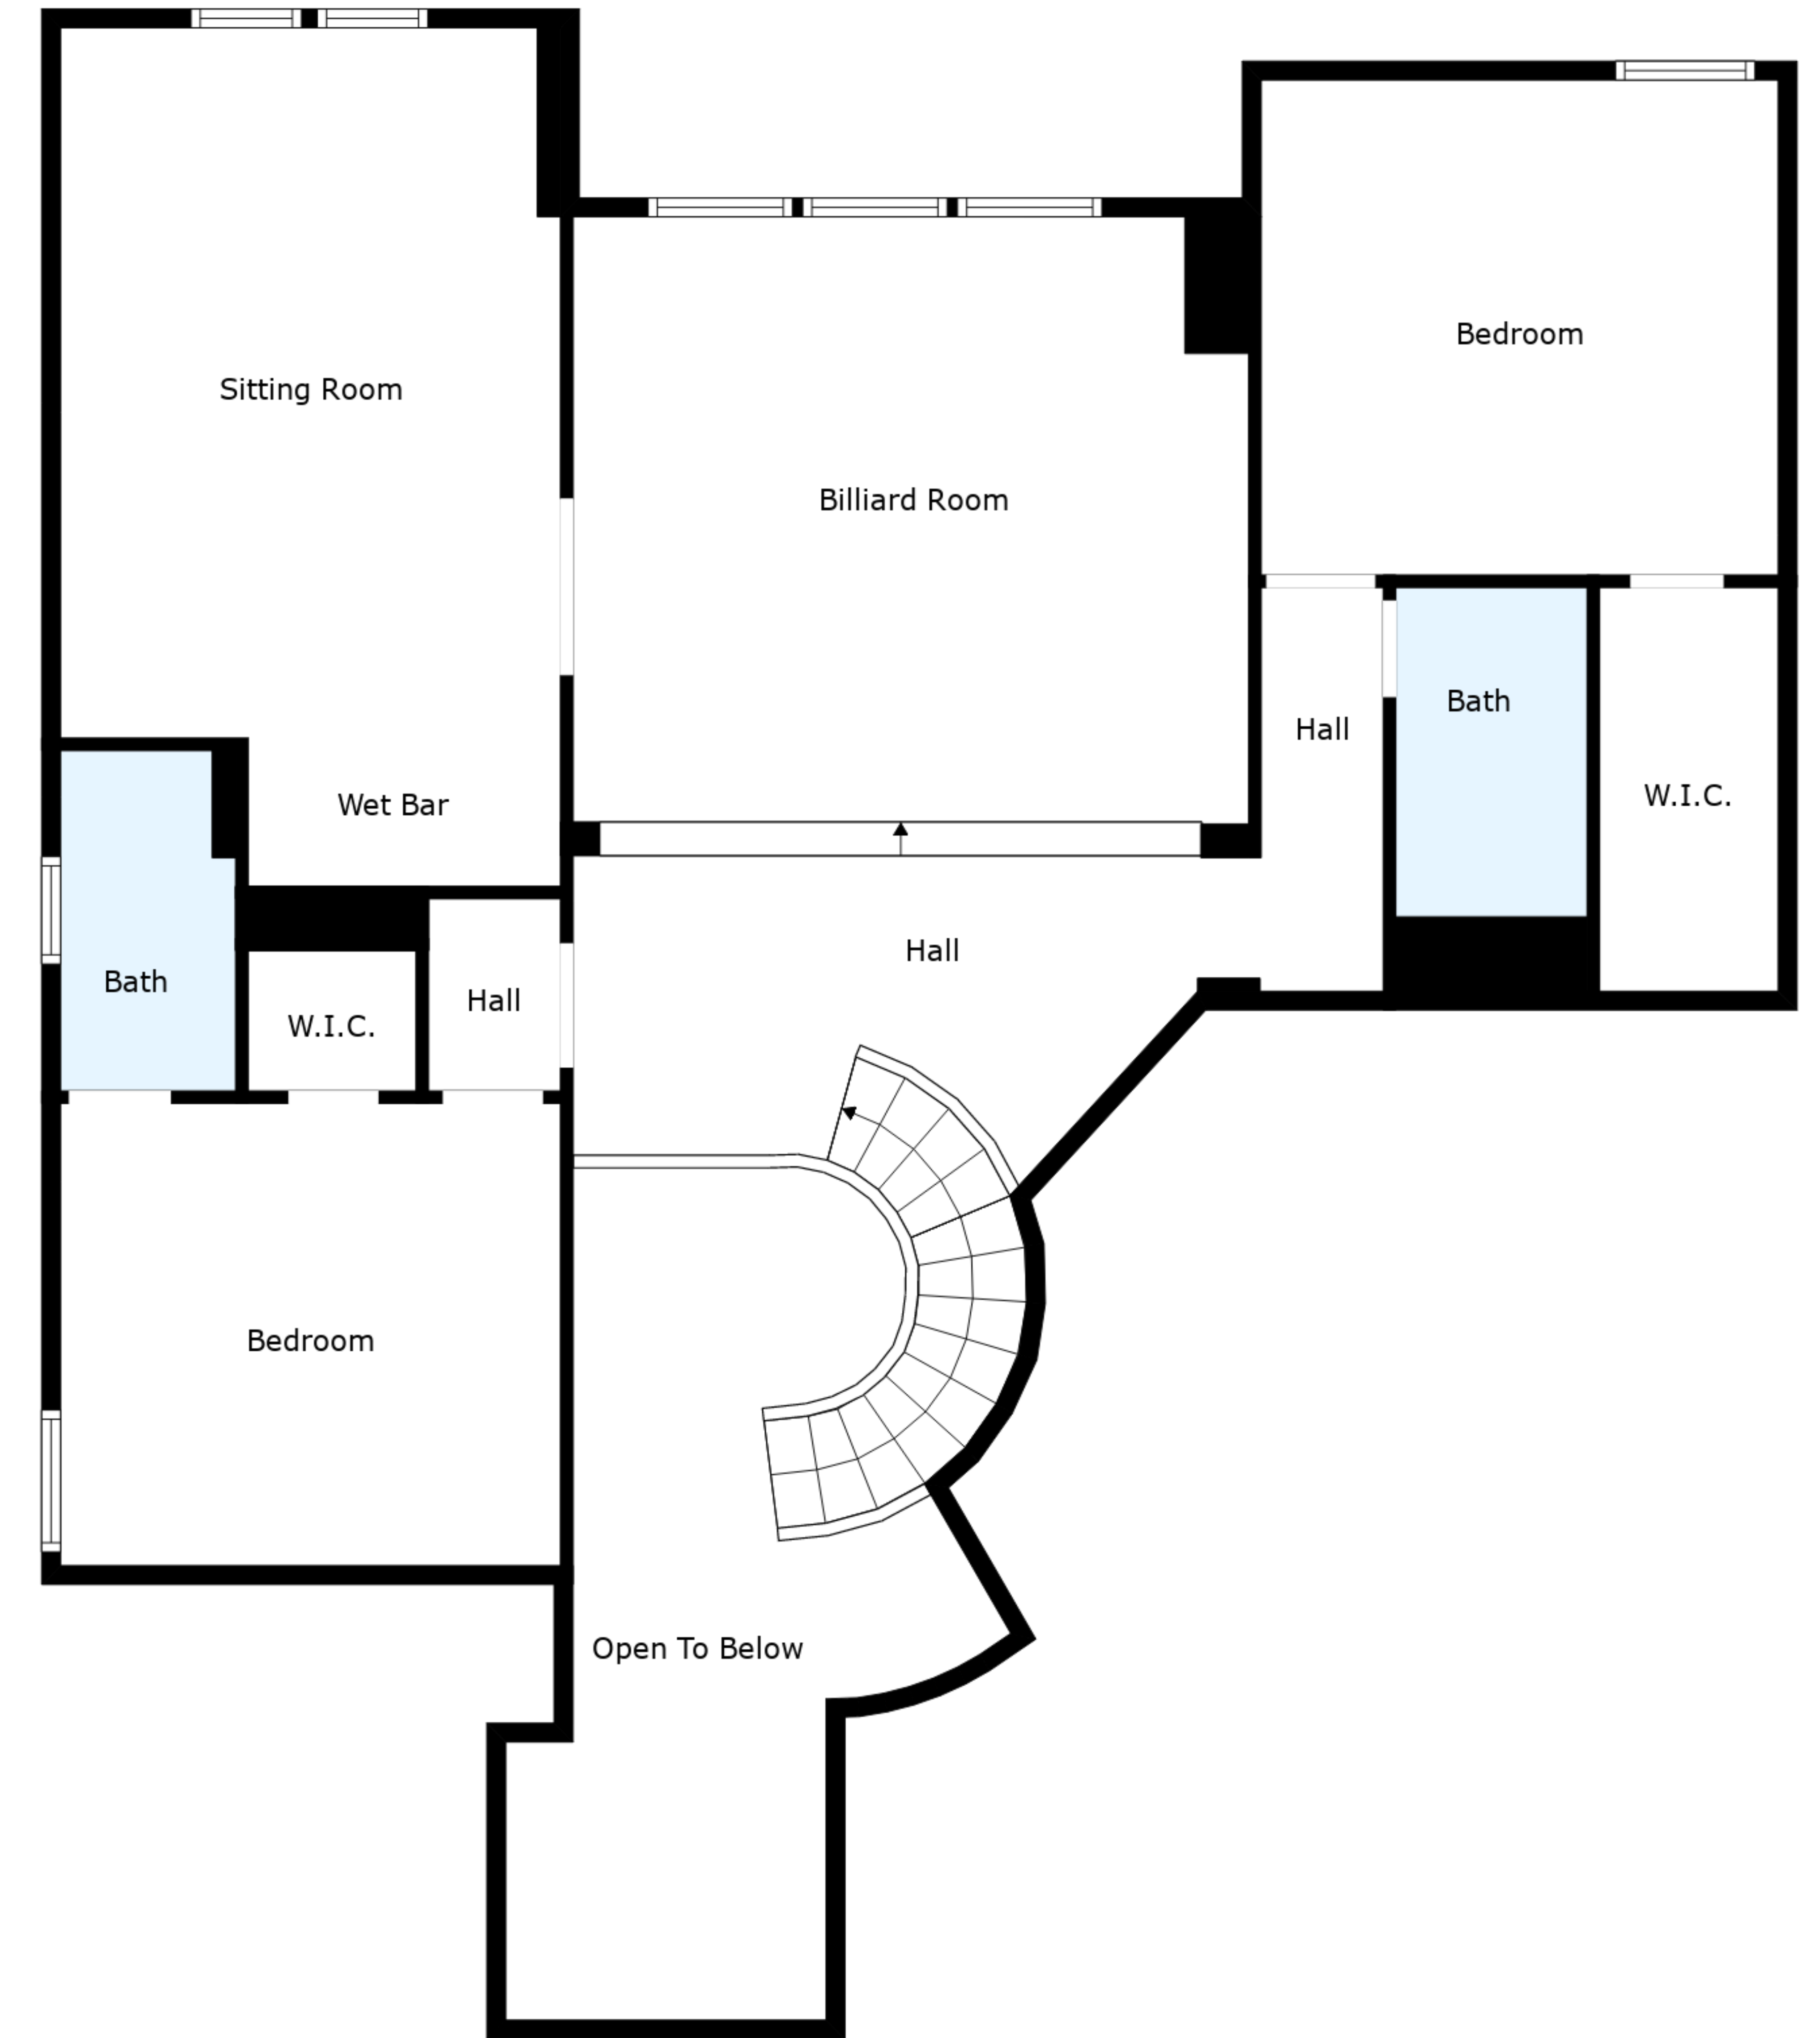 Bedroom
Sitting Room
Billiard Room
Bath
Hall
W.I.C.
Wet Bar
Hall
Bath
Hall
W.I.C.
Bedroom
Open To Below